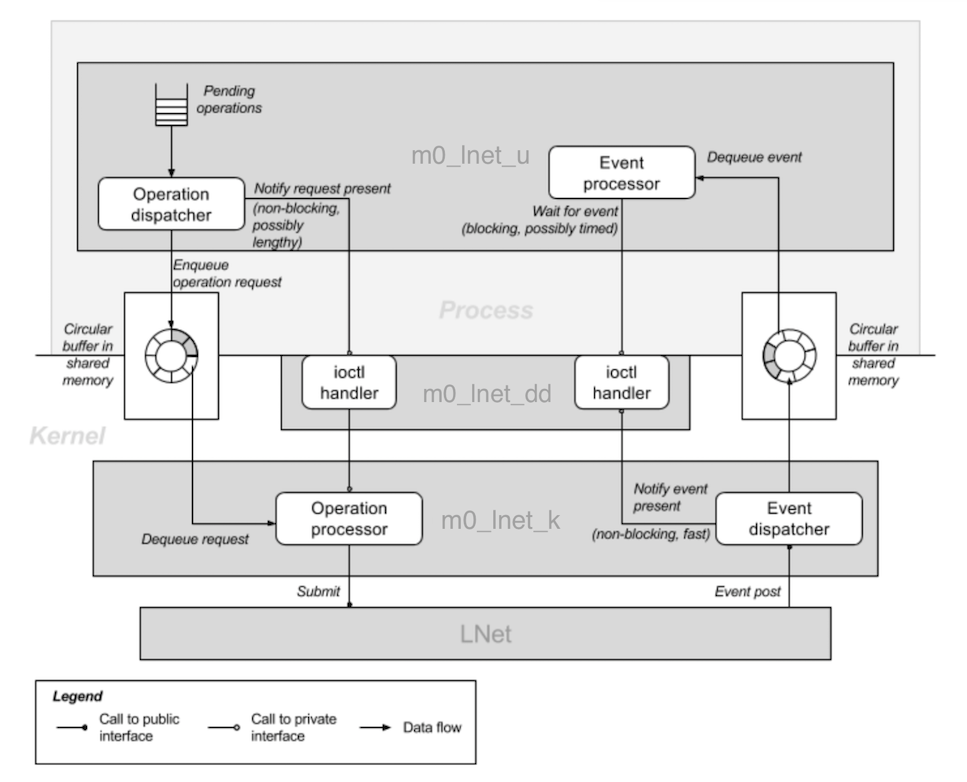 Pending
operations
m0_lnet_u
Event
processor
Dequeue event
Operation
dispatcher
Notify request present
(non-blocking,
possibly
lengthy)
Wait for event
(blocking, possibly timed)
Enqueue
operation request
Process
Circular
buffer in
shared
memory
Circular
buffer in
shared
memory
ioctl
handler
m0_lnet_dd
ioctl
handler
Kernel
Operation
processor
m0_lnet_k
Notify event
present
(non-blocking, fast)
Event
dispatcher
Dequeue request
Submit
Event post
LNet
Legend
Call to public
interface
Call to private
interface
Data flow